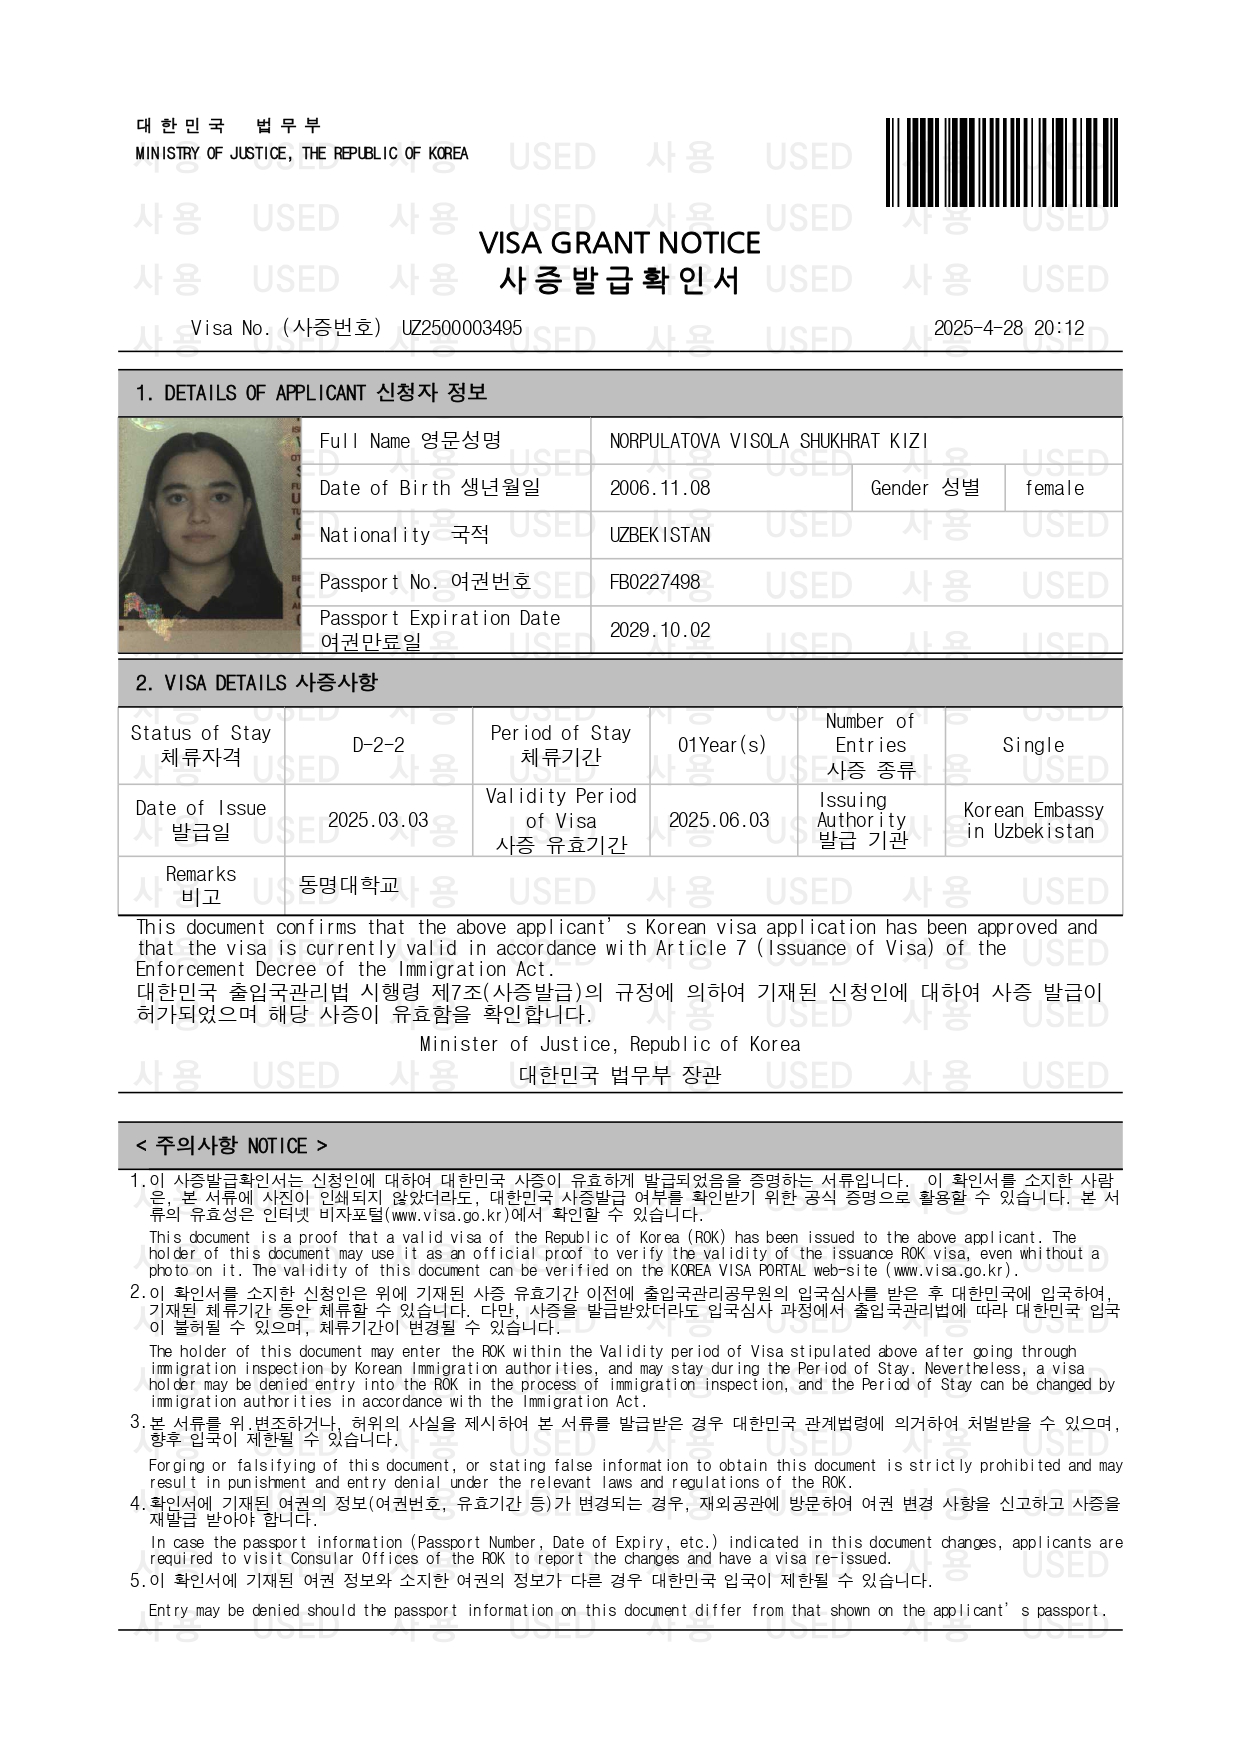 대한민국 법무부
MINISTRY OF JUSTICE, THE REPUBLIC OF KOREA
VISA GRANT NOTICE
사증발급확인서
Visa No. (사증번호) UZ2500003495 2025-4-28 20:12
1. DETAILS OF APPLICANT 신청자 정보
Full Name 영문성명 NORPULATOVA VISOLA SHUKHRAT KIZI
Date of Birth 생년월일 2006.11.08 Gender 성별 female
Nationality 국적 UZBEKISTAN
Passport No. 여권번호 FB0227498
Passport Expiration Date
여권만료일 2029.10.02
2. VISA DETAILS 사증사항
Status of Stay
체류자격
D-2-2
Period of Stay
체류기간
01Year(s)
Number of
Entries
사증 종류
Single
Date of Issue
발급일
2025.03.03
Validity Period
of Visa
사증 유효기간
2025.06.03
Issuing
Authority
발급 기관
Korean Embassy
in Uzbekistan
Remarks
비고
동명대학교
This document confirms that the above applicant's Korean visa application has been approved and
that the visa is currently valid in accordance with Article 7 (Issuance of Visa) of the
Enforcement Decree of the Immigration Act.
대한민국 출입국관리법 시행령 제7조(사증발급)의 규정에 의하여 기재된 신청인에 대하여 사증 발급이
허가되었으며 해당 사증이 유효함을 확인합니다.
Minister of Justice, Republic of Korea
대한민국 법무부 장관
< 주의사항 NOTICE >
1.이 사증발급확인서는 신청인에 대하여 대한민국 사증이 유효하게 발급되었음을 증명하는 서류입니다. 이 확인서를 소지한 사람
은, 본 서류에 사진이 인쇄되지 않았더라도, 대한민국 사증발급 여부를 확인받기 위한 공식 증명으로 활용할 수 있습니다. 본 서
류의 유효성은 인터넷 비자포털(www.visa.go.kr)에서 확인할 수 있습니다.
This document is a proof that a valid visa of the Republic of Korea (ROK) has been issued to the above applicant. The
holder of this document may use it as an official proof to verify the validity of the issuance ROK visa, even whithout a
photo on it. The validity of this document can be verified on the KOREA VISA PORTAL web-site (www.visa.go.kr).
2.이 확인서를 소지한 신청인은 위에 기재된 사증 유효기간 이전에 출입국관리공무원의 입국심사를 받은 후 대한민국에 입국하여,
기재된 체류기간 동안 체류할 수 있습니다. 다만, 사증을 발급받았더라도 입국심사 과정에서 출입국관리법에 따라 대한민국 입국
이 불허될 수 있으며, 체류기간이 변경될 수 있습니다.
The holder of this document may enter the ROK within the Validity period of Visa stipulated above after going through
immigration inspection by Korean Immigration authorities, and may stay during the Period of Stay. Nevertheless, a visa
holder may be denied entry into the ROK in the process of immigration inspection, and the Period of Stay can be changed by
immigration authorities in accordance with the Immigration Act.
3.본 서류를 위.변조하거나, 허위의 사실을 제시하여 본 서류를 발급받은 경우 대한민국 관계법령에 의거하여 처벌받을 수 있으며,
향후 입국이 제한될 수 있습니다.
Forging or falsifying of this document, or stating false information to obtain this document is strictly prohibited and may
result in punishment and entry denial under the relevant laws and regulations of the ROK.
4.확인서에 기재된 여권의 정보(여권번호, 유효기간 등)가 변경되는 경우, 재외공관에 방문하여 여권 변경 사항을 신고하고 사증을
재발급 받아야 합니다.
In case the passport information (Passport Number, Date of Expiry, etc.) indicated in this document changes, applicants are
required to visit Consular Offices of the ROK to report the changes and have a visa re-issued.
5.이 확인서에 기재된 여권 정보와 소지한 여권의 정보가 다른 경우 대한민국 입국이 제한될 수 있습니다.
Entry may be denied should the passport information on this document differ from that shown on the applicant's passport.
사용 USED